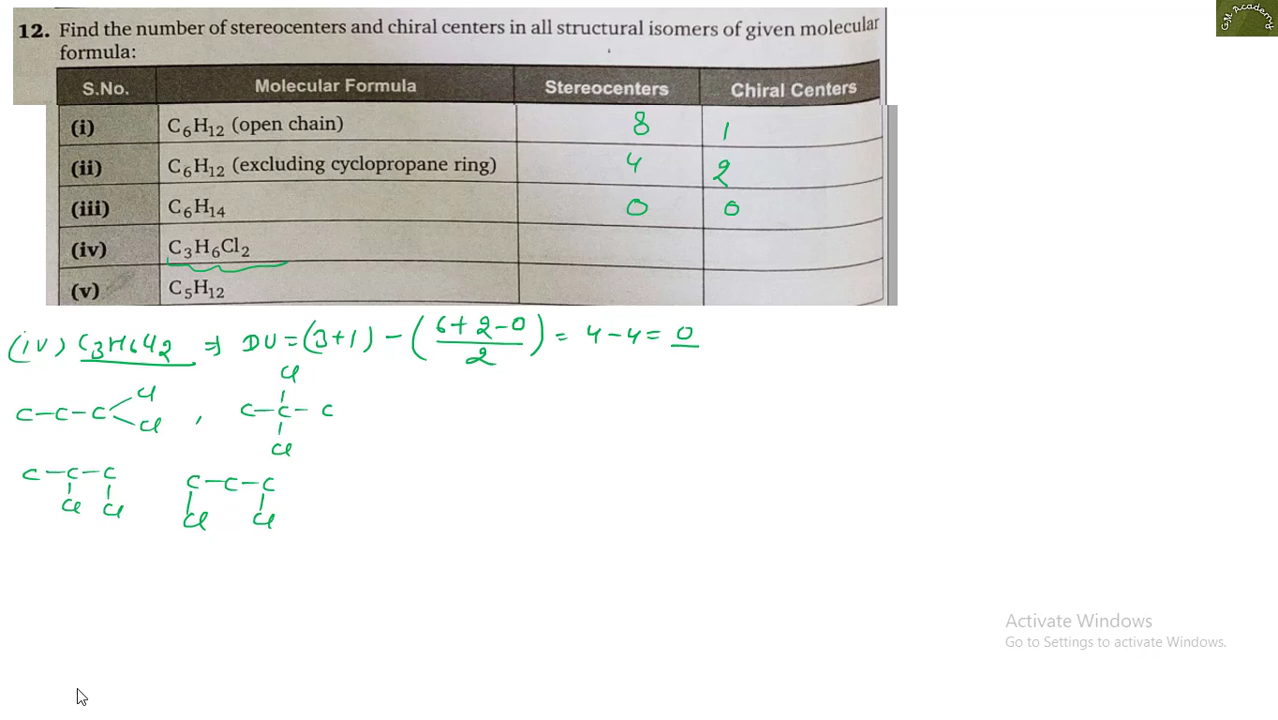 GM Academy
12. Find the number of stereocenters and chiral centers in all structural isomers of given molecular
formula:
S.No. Molecular Formula Stereocenters Chiral Centers
(i) C₆H₁₂ (open chain) 8 1
(ii) C₆H₁₂ (excluding cyclopropane ring) 4 2
(iii) C₆H₁₄ 0 0
(iv) C₃H₆Cl₂
(v) C₅H₁₂
(iv) C₃H₆Cl₂ ⇒ DU = (3+1) - (6+2-0/2) = 4-4 = 0
Cl
C-C-C Cl , C-C-C
Cl Cl
C-C-C C-C-C
Cl Cl Cl Cl
Activate Windows
Go to Settings to activate Windows.